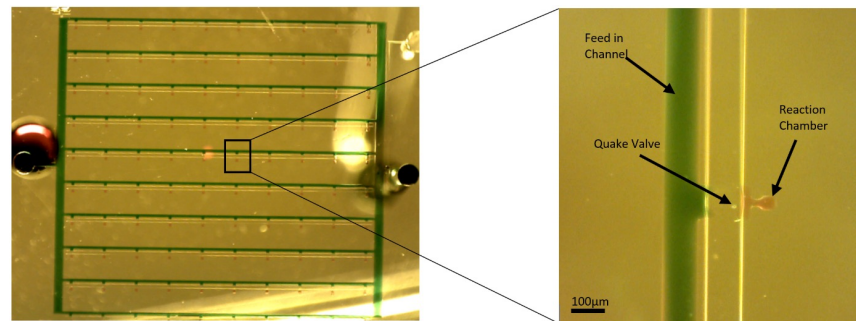 Feed in
Channel
Reaction
Chamber
Quake Valve
100µm